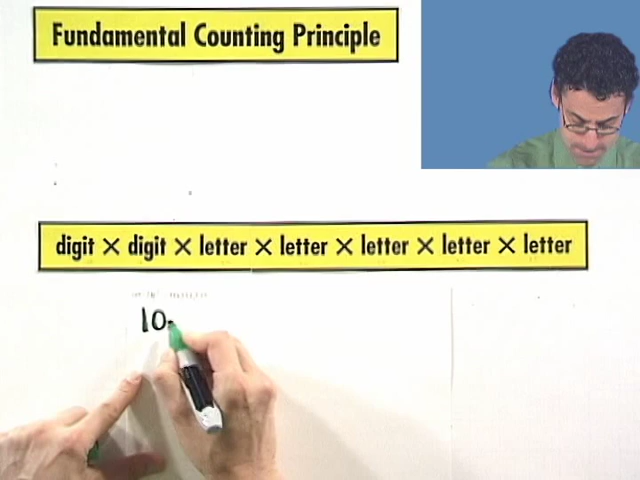 Fundamental Counting Principle
digit × digit × letter × letter × letter × letter × letter
10